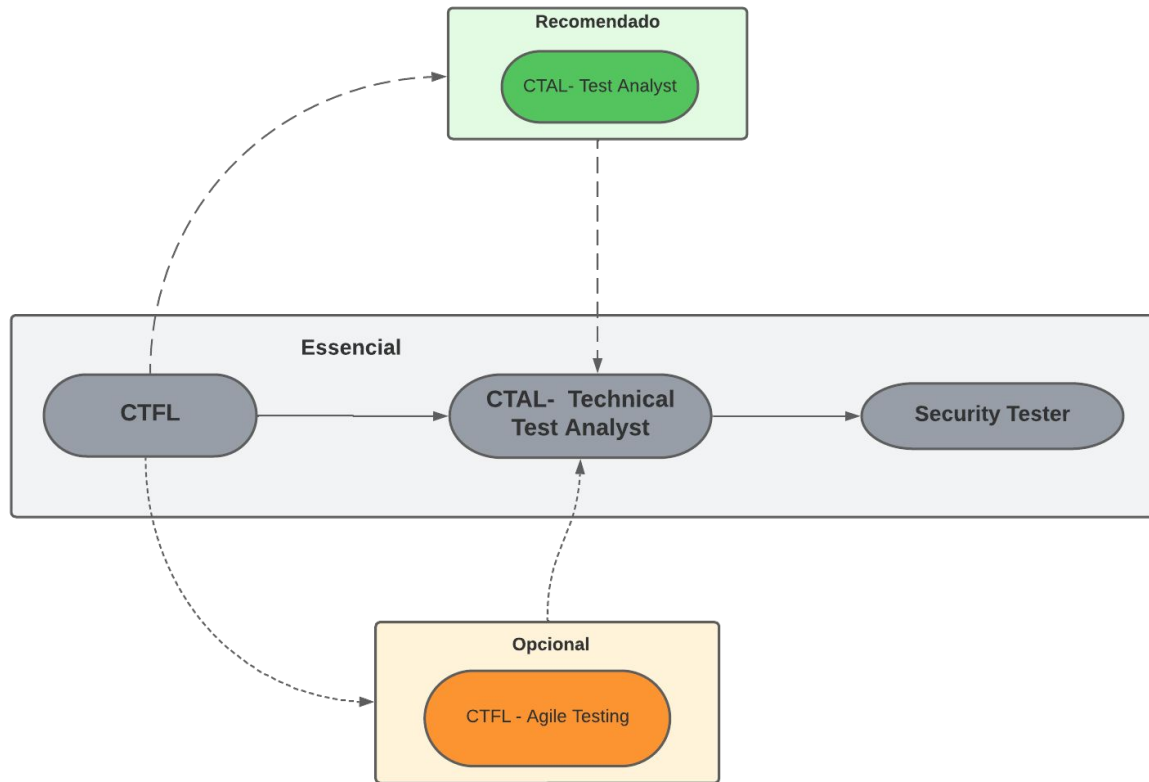 Recomendado
CTAL- Test Analyst
Essencial
CTFL
CTAL-  Technical
Test Analyst
Security Tester
Opcional
CTFL - Agile Testing